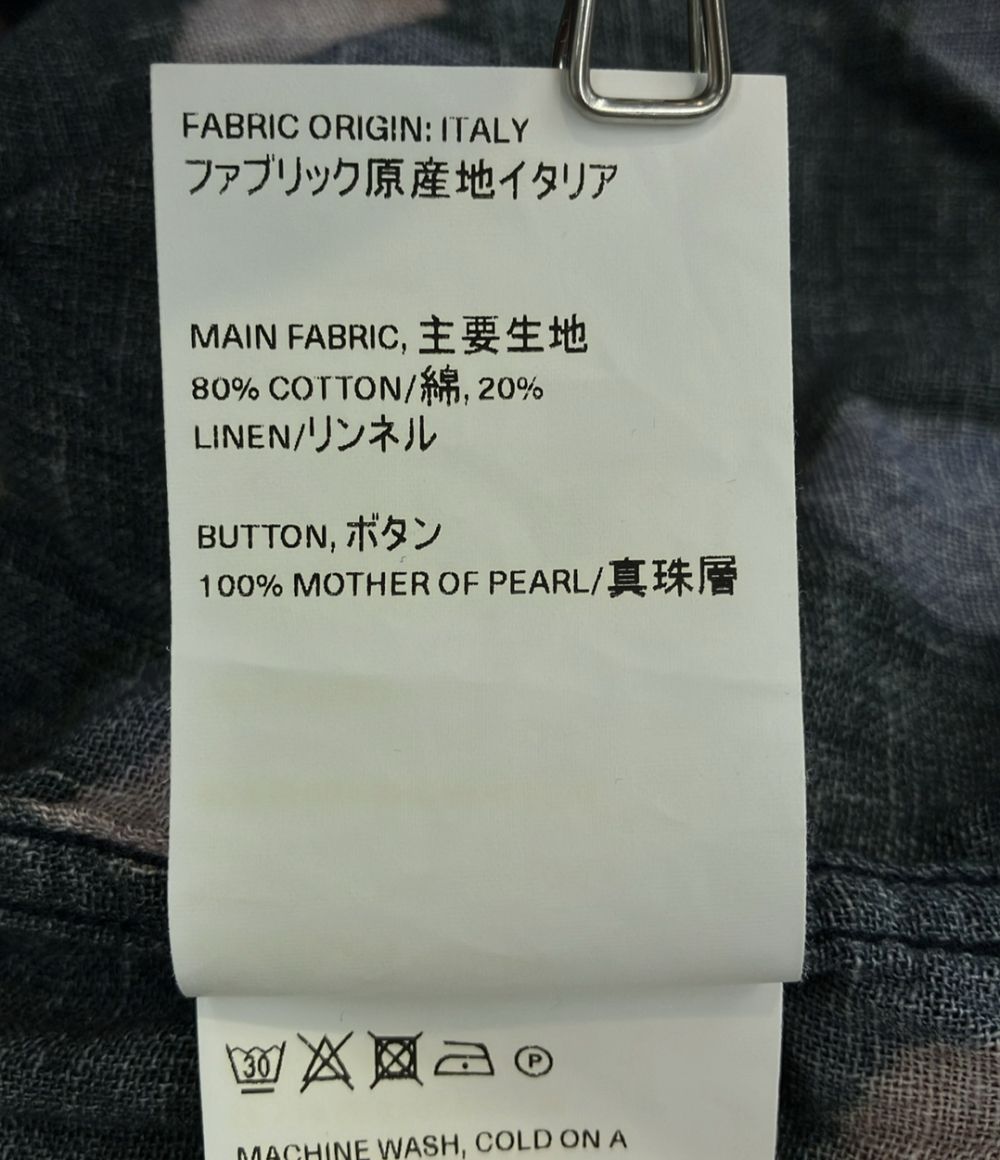 FABRIC ORIGIN: ITALY
ファブリック原産地イタリア
MAIN FABRIC, 主要生地
80% COTTON/綿, 20%
LINEN/リンネル
BUTTON, ボタン
100% MOTHER OF PEARL/真珠層
30 P
MACHINE WASH, COLD ON A